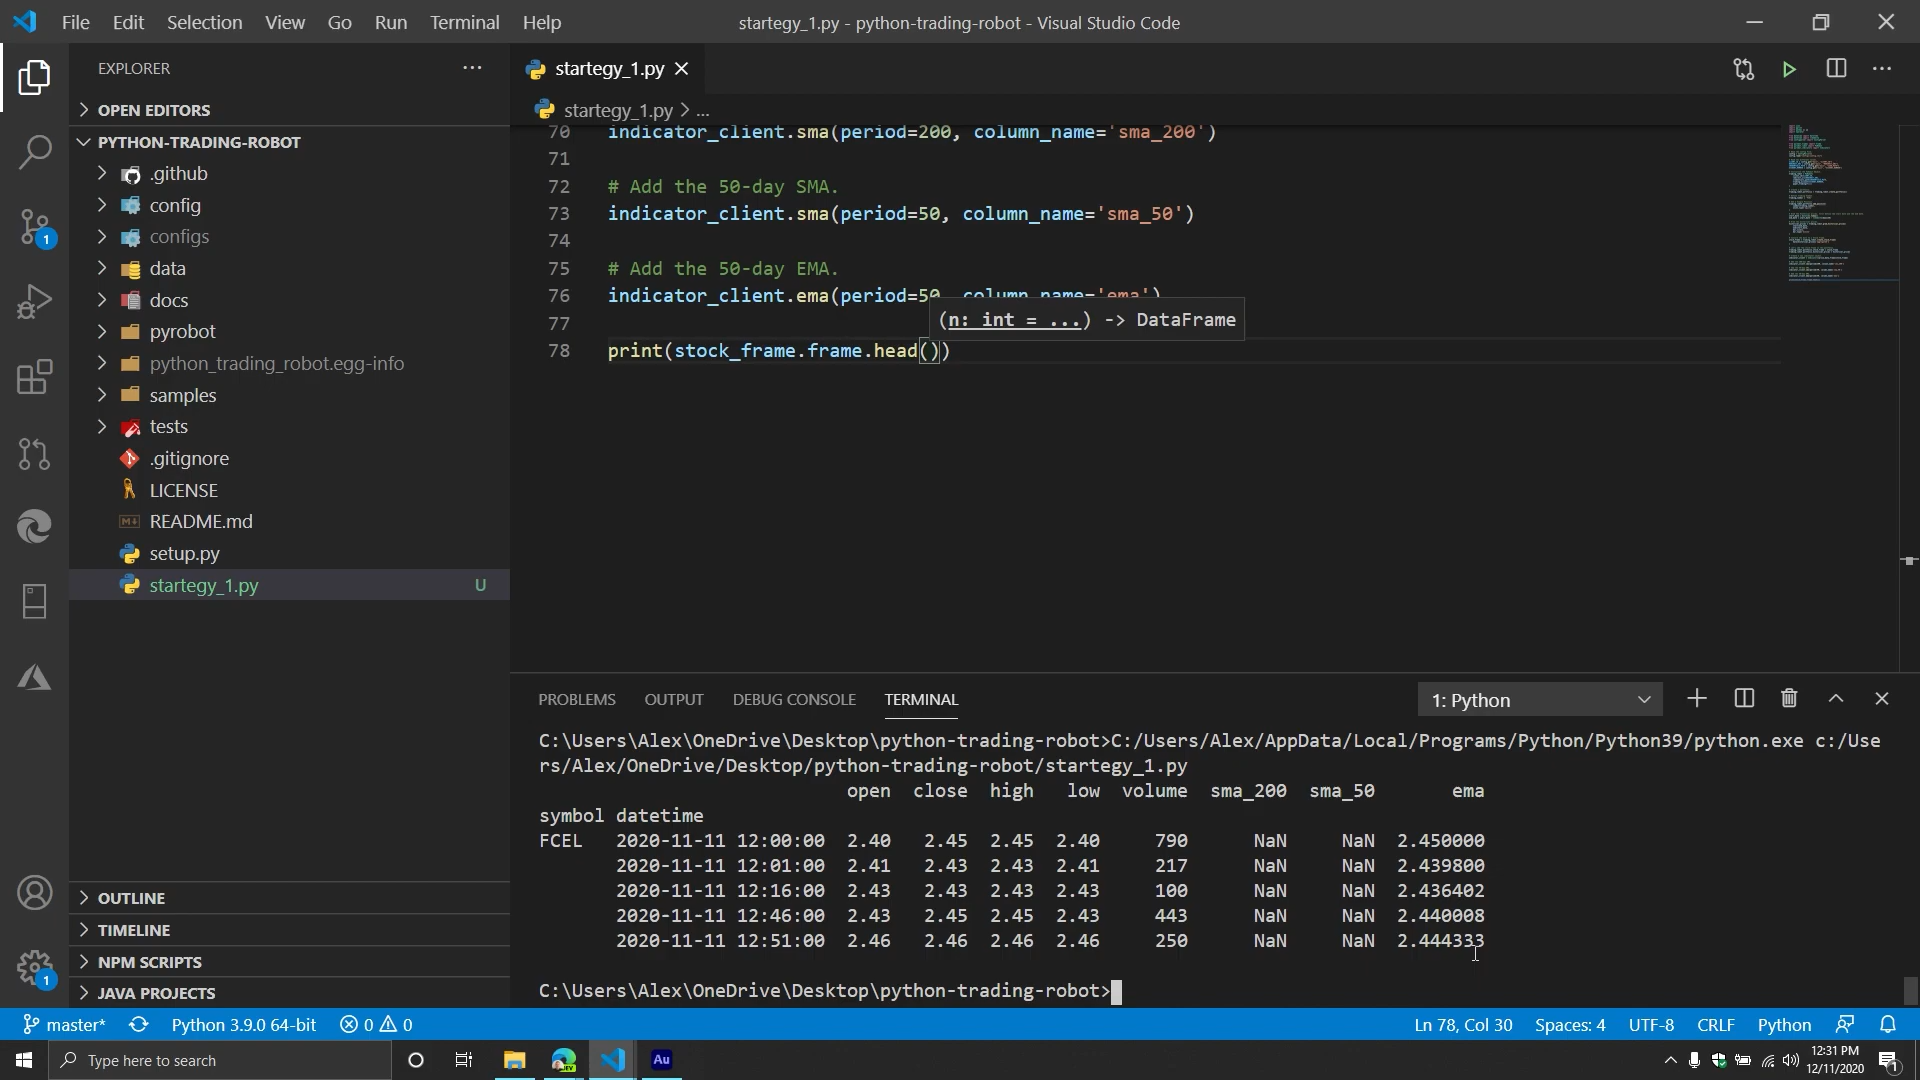 File Edit Selection View Go Run Terminal Help
startegy_1.py - python-trading-robot - Visual Studio Code
EXPLORER
OPEN EDITORS
PYTHON-TRADING-ROBOT
.github
config
configs
data
docs
pyrobot
python_trading_robot.egg-info
samples
tests
.gitignore
LICENSE
README.md
setup.py
startegy_1.py U
OUTLINE
TIMELINE
NPM SCRIPTS
JAVA PROJECTS
1
1
startegy_1.py
startegy_1.py > ...
70 indicator_client.sma(period=200, column_name='sma_200')
71
72 # Add the 50-day SMA.
73 indicator_client.sma(period=50, column_name='sma_50')
74
75 # Add the 50-day EMA.
76 indicator_client.ema(period=50, column_name='ema')
77
(n: int = ...) -> DataFrame
78 print(stock_frame.frame.head())
PROBLEMS OUTPUT DEBUG CONSOLE TERMINAL
1: Python
C:\Users\Alex\OneDrive\Desktop\python-trading-robot>C:/Users/Alex/AppData/Local/Programs/Python/Python39/python.exe c:/Use
rs/Alex/OneDrive/Desktop/python-trading-robot/startegy_1.py
open close high low volume sma_200 sma_50 ema
symbol datetime
FCEL 2020-11-11 12:00:00 2.40 2.45 2.45 2.40 790 NaN NaN 2.450000
2020-11-11 12:01:00 2.41 2.43 2.43 2.41 217 NaN NaN 2.439800
2020-11-11 12:16:00 2.43 2.43 2.43 2.43 100 NaN NaN 2.436402
2020-11-11 12:46:00 2.43 2.45 2.45 2.43 443 NaN NaN 2.440008
2020-11-11 12:51:00 2.46 2.46 2.46 2.46 250 NaN NaN 2.444333
C:\Users\Alex\OneDrive\Desktop\python-trading-robot>
master* Python 3.9.0 64-bit 0 0 Ln 78, Col 30 Spaces: 4 UTF-8 CRLF Python
Type here to search
Au
12:31 PM
12/11/2020
1